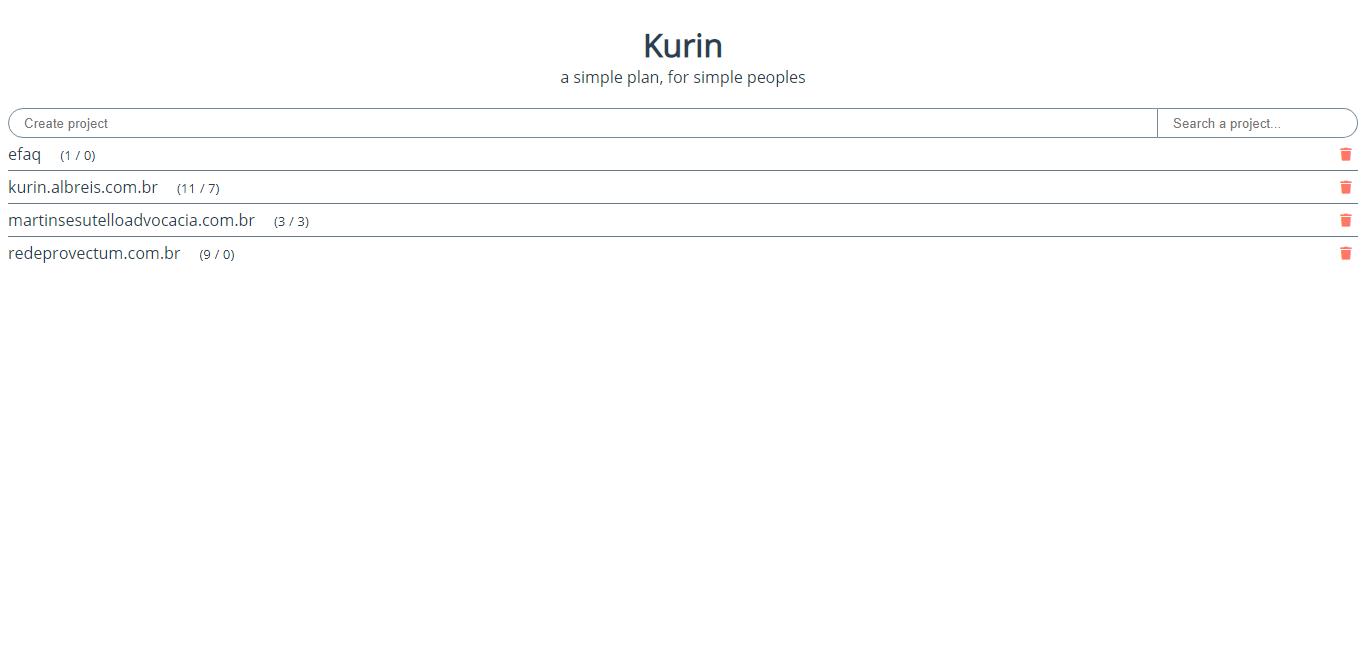 Kurin
a simple plan, for simple peoples
Create project Search a project...
efaq (1 / 0)
kurin.albreis.com.br (11 / 7)
martinsesutelloadvocacia.com.br (3 / 3)
redeprovectum.com.br (9 / 0)